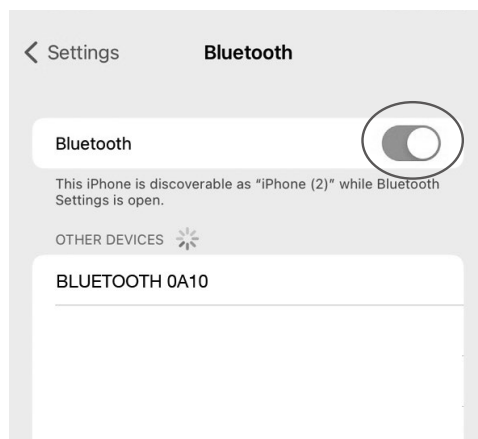 Settings
Bluetooth
Bluetooth
This iPhone is discoverable as “iPhone (2)” while Bluetooth
Settings is open.
OTHER DEVICES
BLUETOOTH 0A10